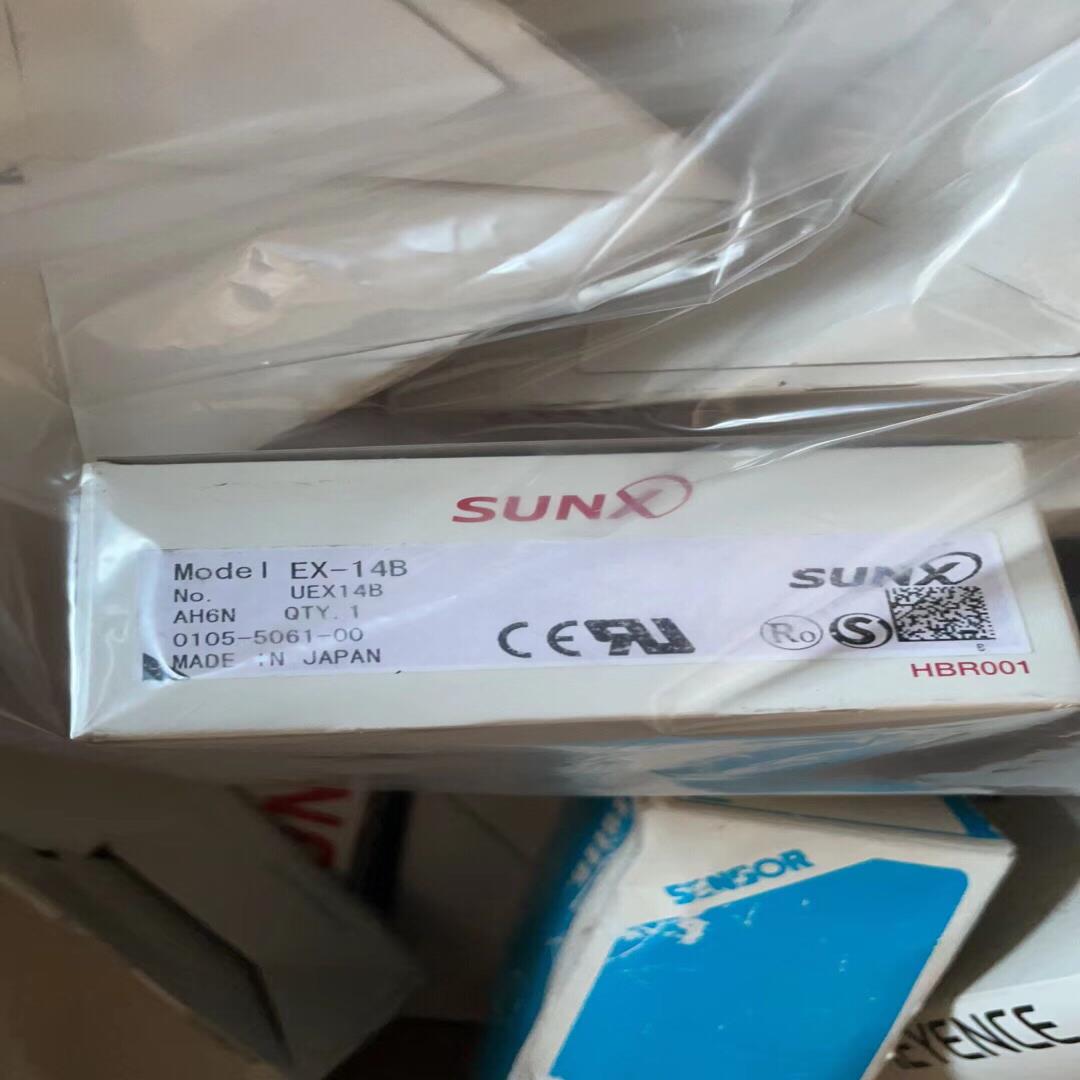 SUNX
Model EX-14B
No. UEX14B
AH6N QTY. 1
0105-5061-00
MADE IN JAPAN
CE RU
SUNX
Ro S
HBR001
SENSOR
EYENCE